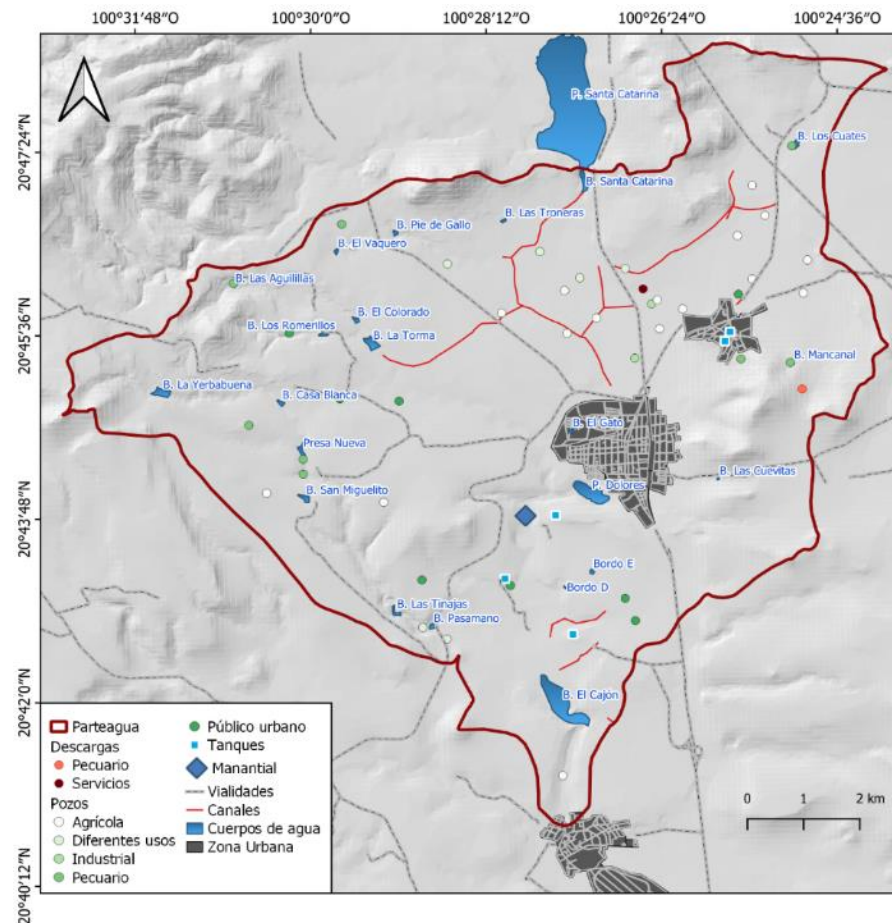 100°31'48"O 100°30'0"O 100°28'12"O 100°26'24"O 100°24'36"O
20°47'24"N
20°45'36"N
20°43'48"N
20°42'0"N
20°40'12"N
P. Santa Catarina
B. Los Cuates
B. Santa Catarina
B. Las Troneras
B. Pie de Gallo
B. El Vaquero
B. Las Aguilillas
B. El Colorado
B. Los Romerillos
B. La Torma
B. Mancanal
B. La Yerbabuena
B. Casa Blanca
B. El Gato
Presa Nueva
B. Las Cuevitas
P. Dolores
B. San Miguelito
Bordo E
Bordo D
B. Las Tinajas
B. Pasamano
B. El Cajón
Parteagua
Descargas
Pecuario
Servicios
Pozos
Agrícola
Diferentes usos
Industrial
Pecuario
Público urbano
Tanques
Manantial
Vialidades
Canales
Cuerpos de agua
Zona Urbana
0 1 2 km